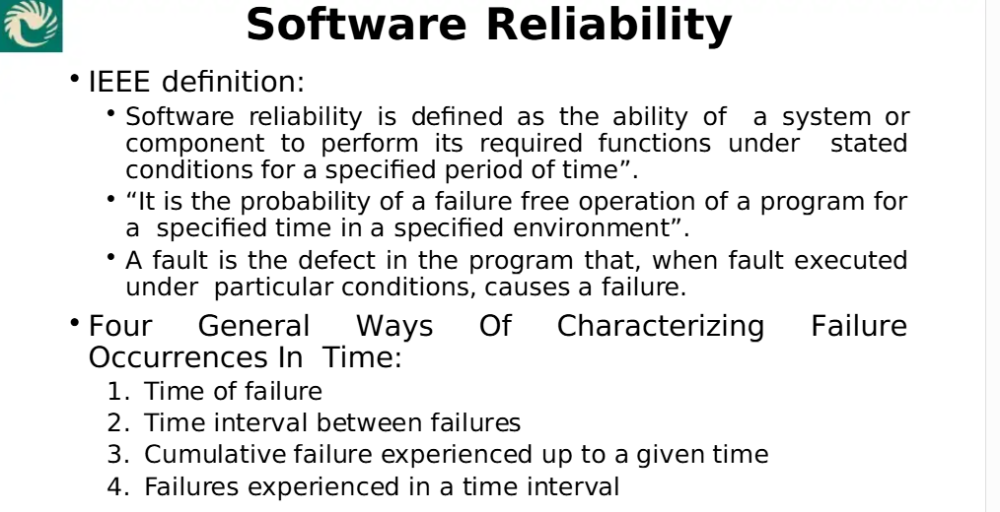 Software Reliability
• IEEE definition:
• Software reliability is defined as the ability of a system or
component to perform its required functions under stated
conditions for a specified period of time”.
• “It is the probability of a failure free operation of a program for
a specified time in a specified environment”.
• A fault is the defect in the program that, when fault executed
under particular conditions, causes a failure.
• Four General Ways Of Characterizing Failure
Occurrences In Time:
1. Time of failure
2. Time interval between failures
3. Cumulative failure experienced up to a given time
4. Failures experienced in a time interval